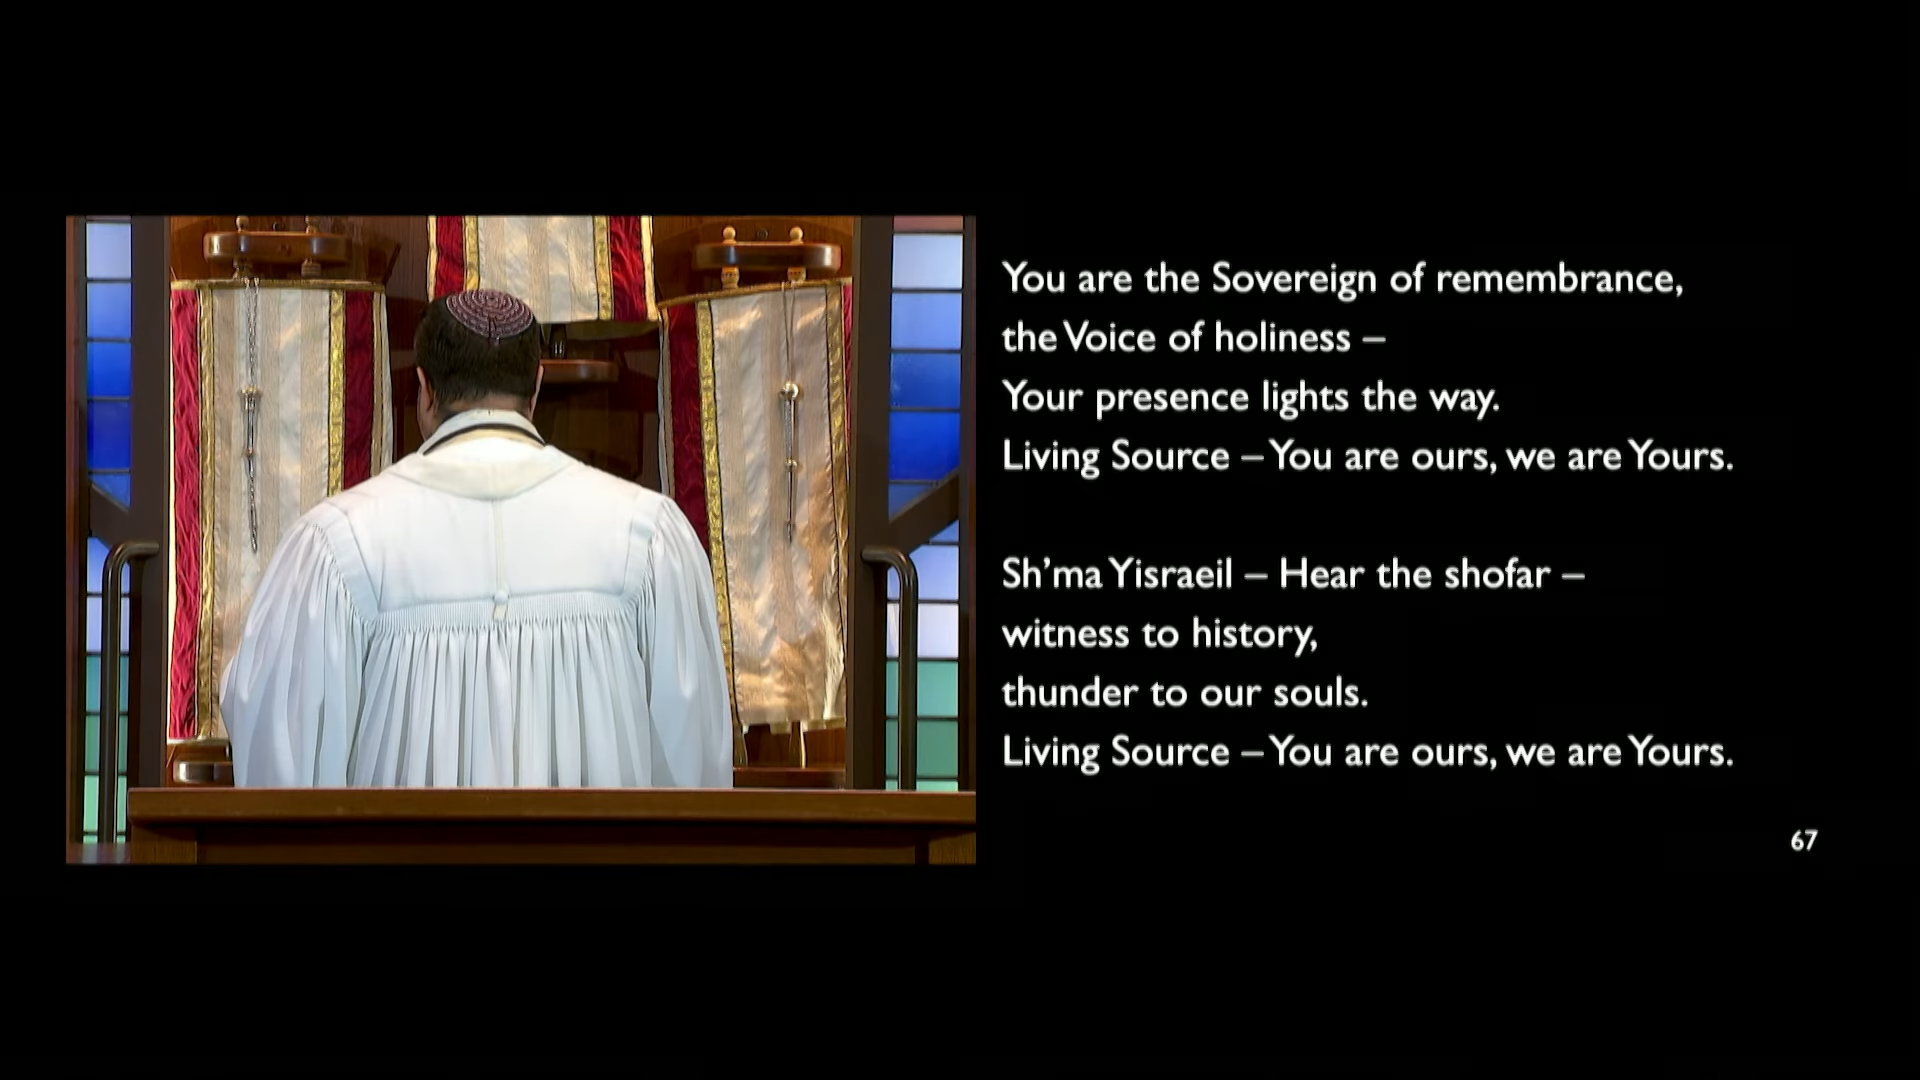 You are the Sovereign of remembrance,
the Voice of holiness –
Your presence lights the way.
Living Source – You are ours, we are Yours.
Sh’ma Yisraeil – Hear the shofar –
witness to history,
thunder to our souls.
Living Source – You are ours, we are Yours.
67